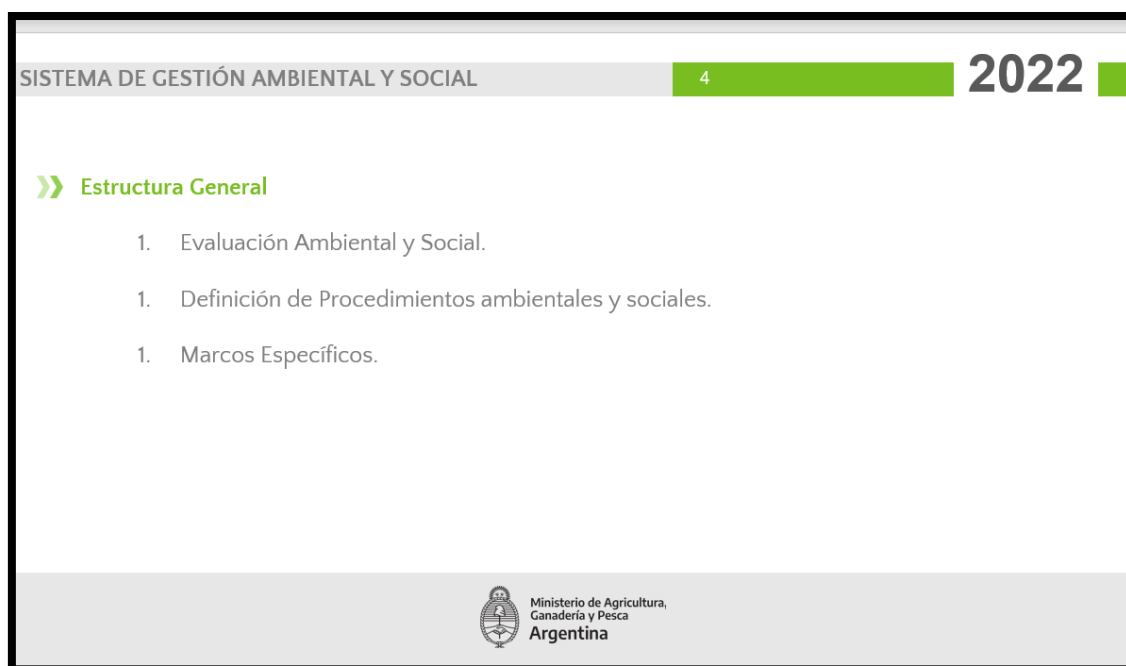 SISTEMA DE GESTIÓN AMBIENTAL Y SOCIAL
4
2022
Estructura General
1. Evaluación Ambiental y Social.
1. Definición de Procedimientos ambientales y sociales.
1. Marcos Específicos.
Ministerio de Agricultura,
Ganadería y Pesca
Argentina